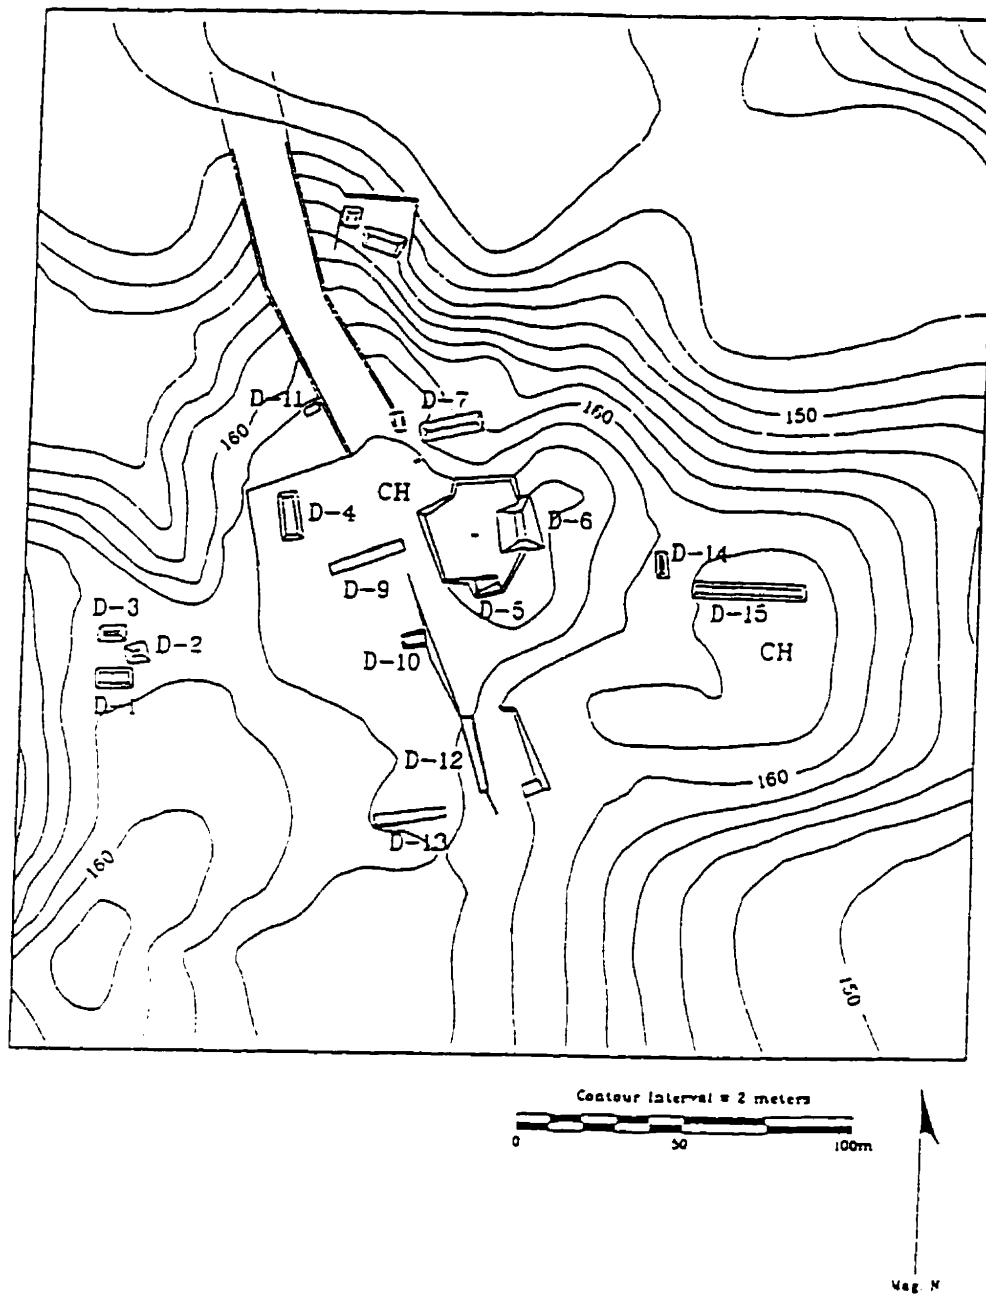 D-11
D-7
160
160
150
CH
D-4
D-6
D-9
D-14
D-5
D-15
D-3
D-2
D-10
CH
D-1
D-12
160
D-13
160
150
Contour Interval = 2 meters
0 50 100m
Mag. N